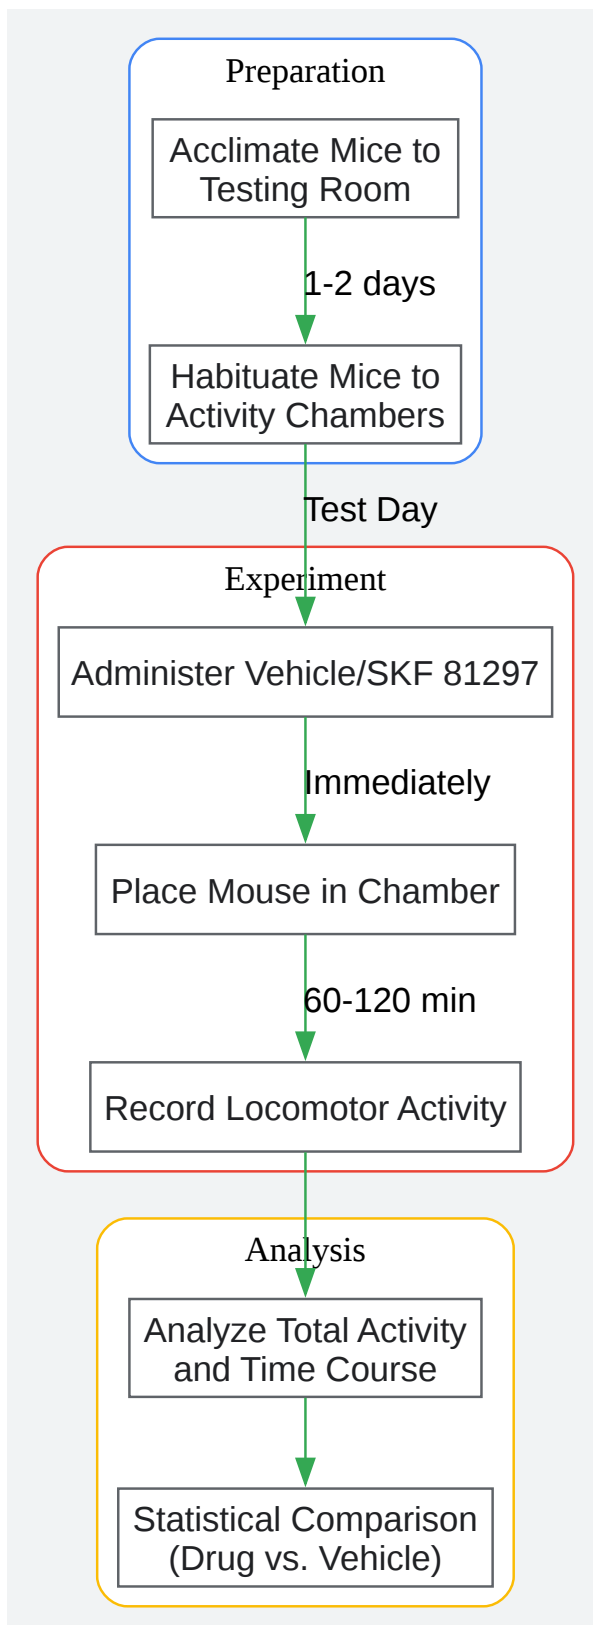 Preparation
Acclimate Mice to
Testing Room
1-2 days
Habituate Mice to
Activity Chambers
Test Day
Experiment
Administer Vehicle/SKF 81297
Immediately
Place Mouse in Chamber
60-120 min
Record Locomotor Activity
Analysis
Analyze Total Activity
and Time Course
Statistical Comparison
(Drug vs. Vehicle)